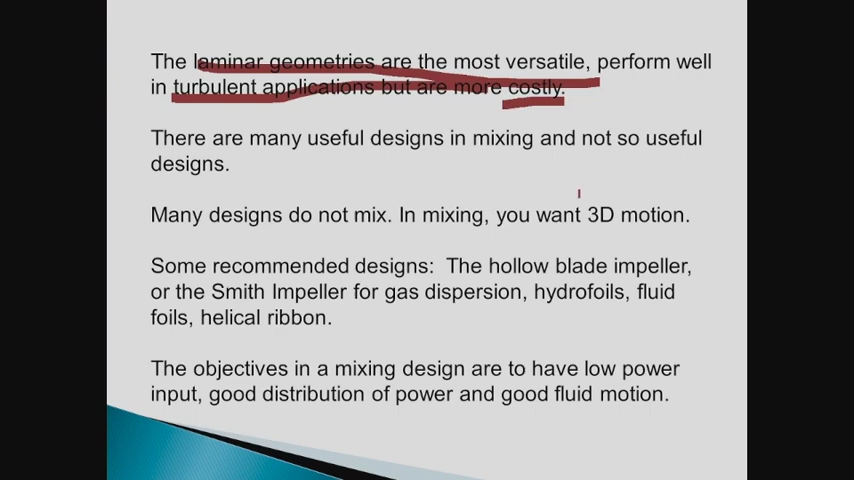 The laminar geometries are the most versatile, perform well
in turbulent applications but are more costly.
There are many useful designs in mixing and not so useful
designs.
Many designs do not mix. In mixing, you want 3D motion.
Some recommended designs:  The hollow blade impeller,
or the Smith Impeller for gas dispersion, hydrofoils, fluid
foils, helical ribbon.
The objectives in a mixing design are to have low power
input, good distribution of power and good fluid motion.